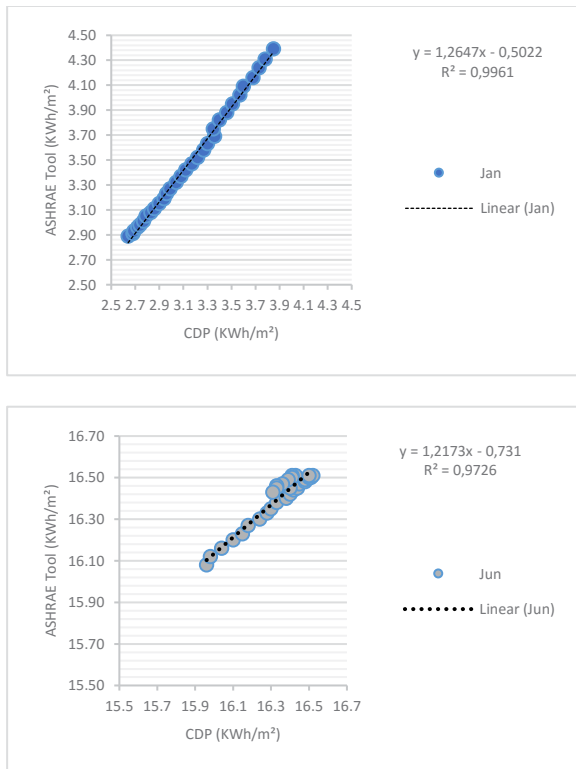 4.50
4.30
4.10
3.90
3.70
3.50
3.30
3.10
2.90
2.70
2.50
ASHRAE Tool (KWh/m²)
2.5 2.7 2.9 3.1 3.3 3.5 3.7 3.9 4.1 4.3 4.5
CDP (KWh/m²)
y = 1,2647x - 0,5022
R² = 0,9961
Jan
Linear (Jan)
16.70
16.50
16.30
16.10
15.90
15.70
15.50
ASHRAE Tool (KWh/m²)
15.5 15.7 15.9 16.1 16.3 16.5 16.7
CDP (KWh/m²)
y = 1,2173x - 0,731
R² = 0,9726
Jun
Linear (Jun)